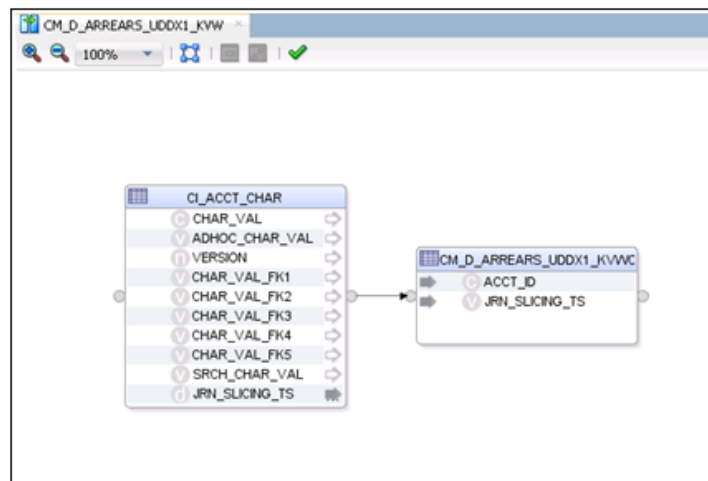 CM_D_ARREARS_UDDX1_KVW
100%
CI_ACCT_CHAR
C CHAR_VAL
V ADHOC_CHAR_VAL
n VERSION
V CHAR_VAL_FK1
V CHAR_VAL_FK2
V CHAR_VAL_FK3
V CHAR_VAL_FK4
V CHAR_VAL_FK5
V SRCH_CHAR_VAL
d JRN_SLICING_TS
CM_D_ARREARS_UDDX1_KVWC
C ACCT_ID
V JRN_SLICING_TS